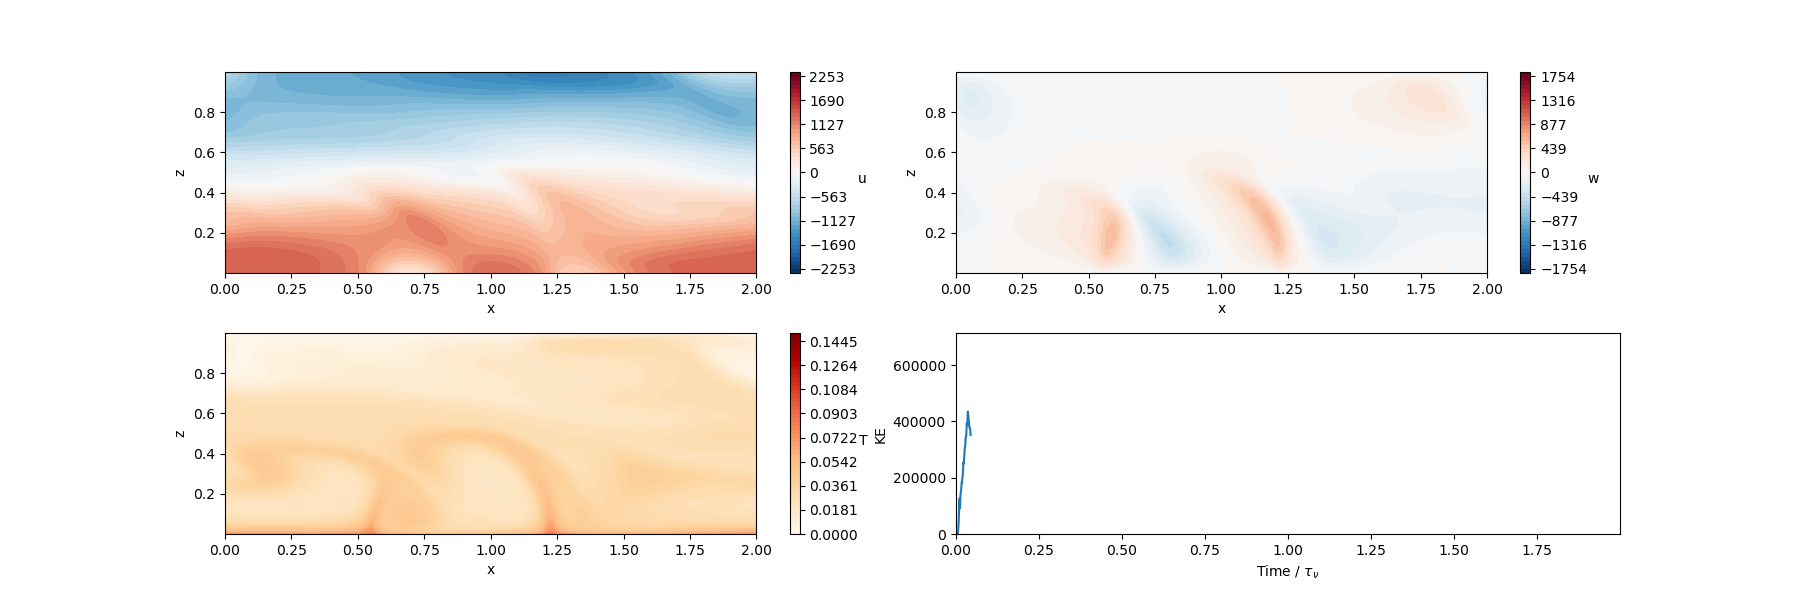 0.8
0.6
0.4
0.2
z
0.00 0.25 0.50 0.75 1.00 1.25 1.50 1.75 2.00
x
2253
1690
1127
563
0
−563
−1127
−1690
−2253
u
0.8
0.6
0.4
0.2
z
0.00 0.25 0.50 0.75 1.00 1.25 1.50 1.75 2.00
x
1754
1316
877
439
0
−439
−877
−1316
−1754
w
0.8
0.6
0.4
0.2
z
0.00 0.25 0.50 0.75 1.00 1.25 1.50 1.75 2.00
x
0.1445
0.1264
0.1084
0.0903
0.0722
0.0542
0.0361
0.0181
0.0000
T
600000
400000
200000
0
KE
0.00 0.25 0.50 0.75 1.00 1.25 1.50 1.75
Time / τν